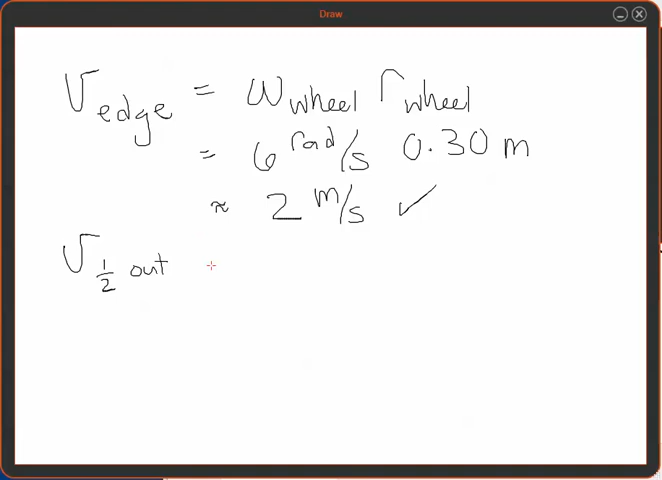 Draw
V edge = ω wheel r wheel
= 6 rad/s 0.30 m
≈ 2 m/s ✓
V 1/2 out